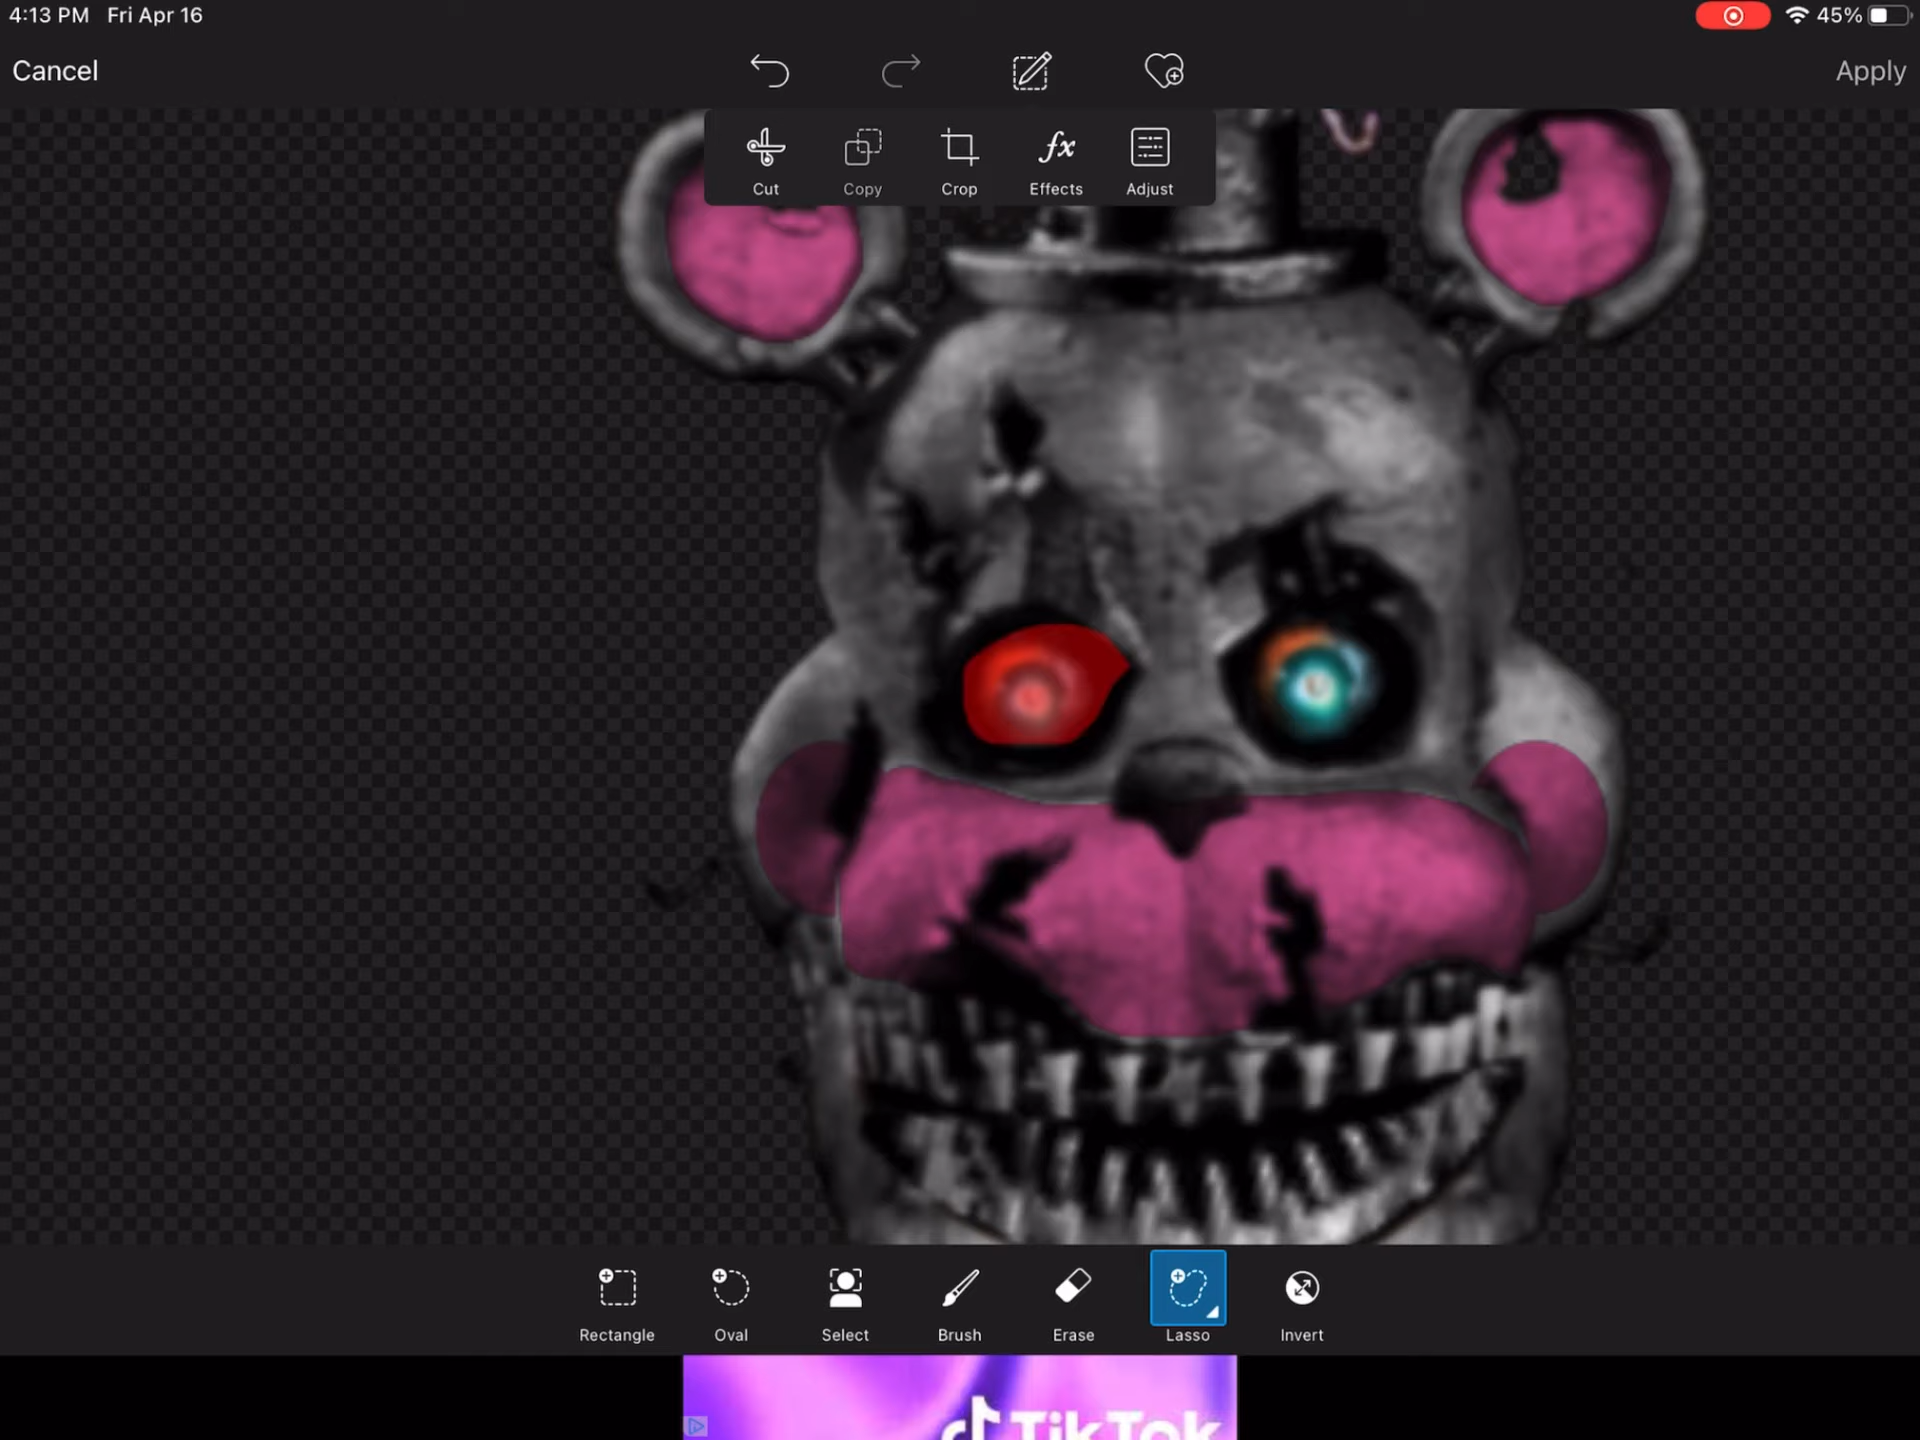 4:13 PM Fri Apr 16 45%
Cancel Apply
Cut Copy Crop Effects Adjust
Rectangle Oval Select Brush Erase Lasso Invert
TikTok